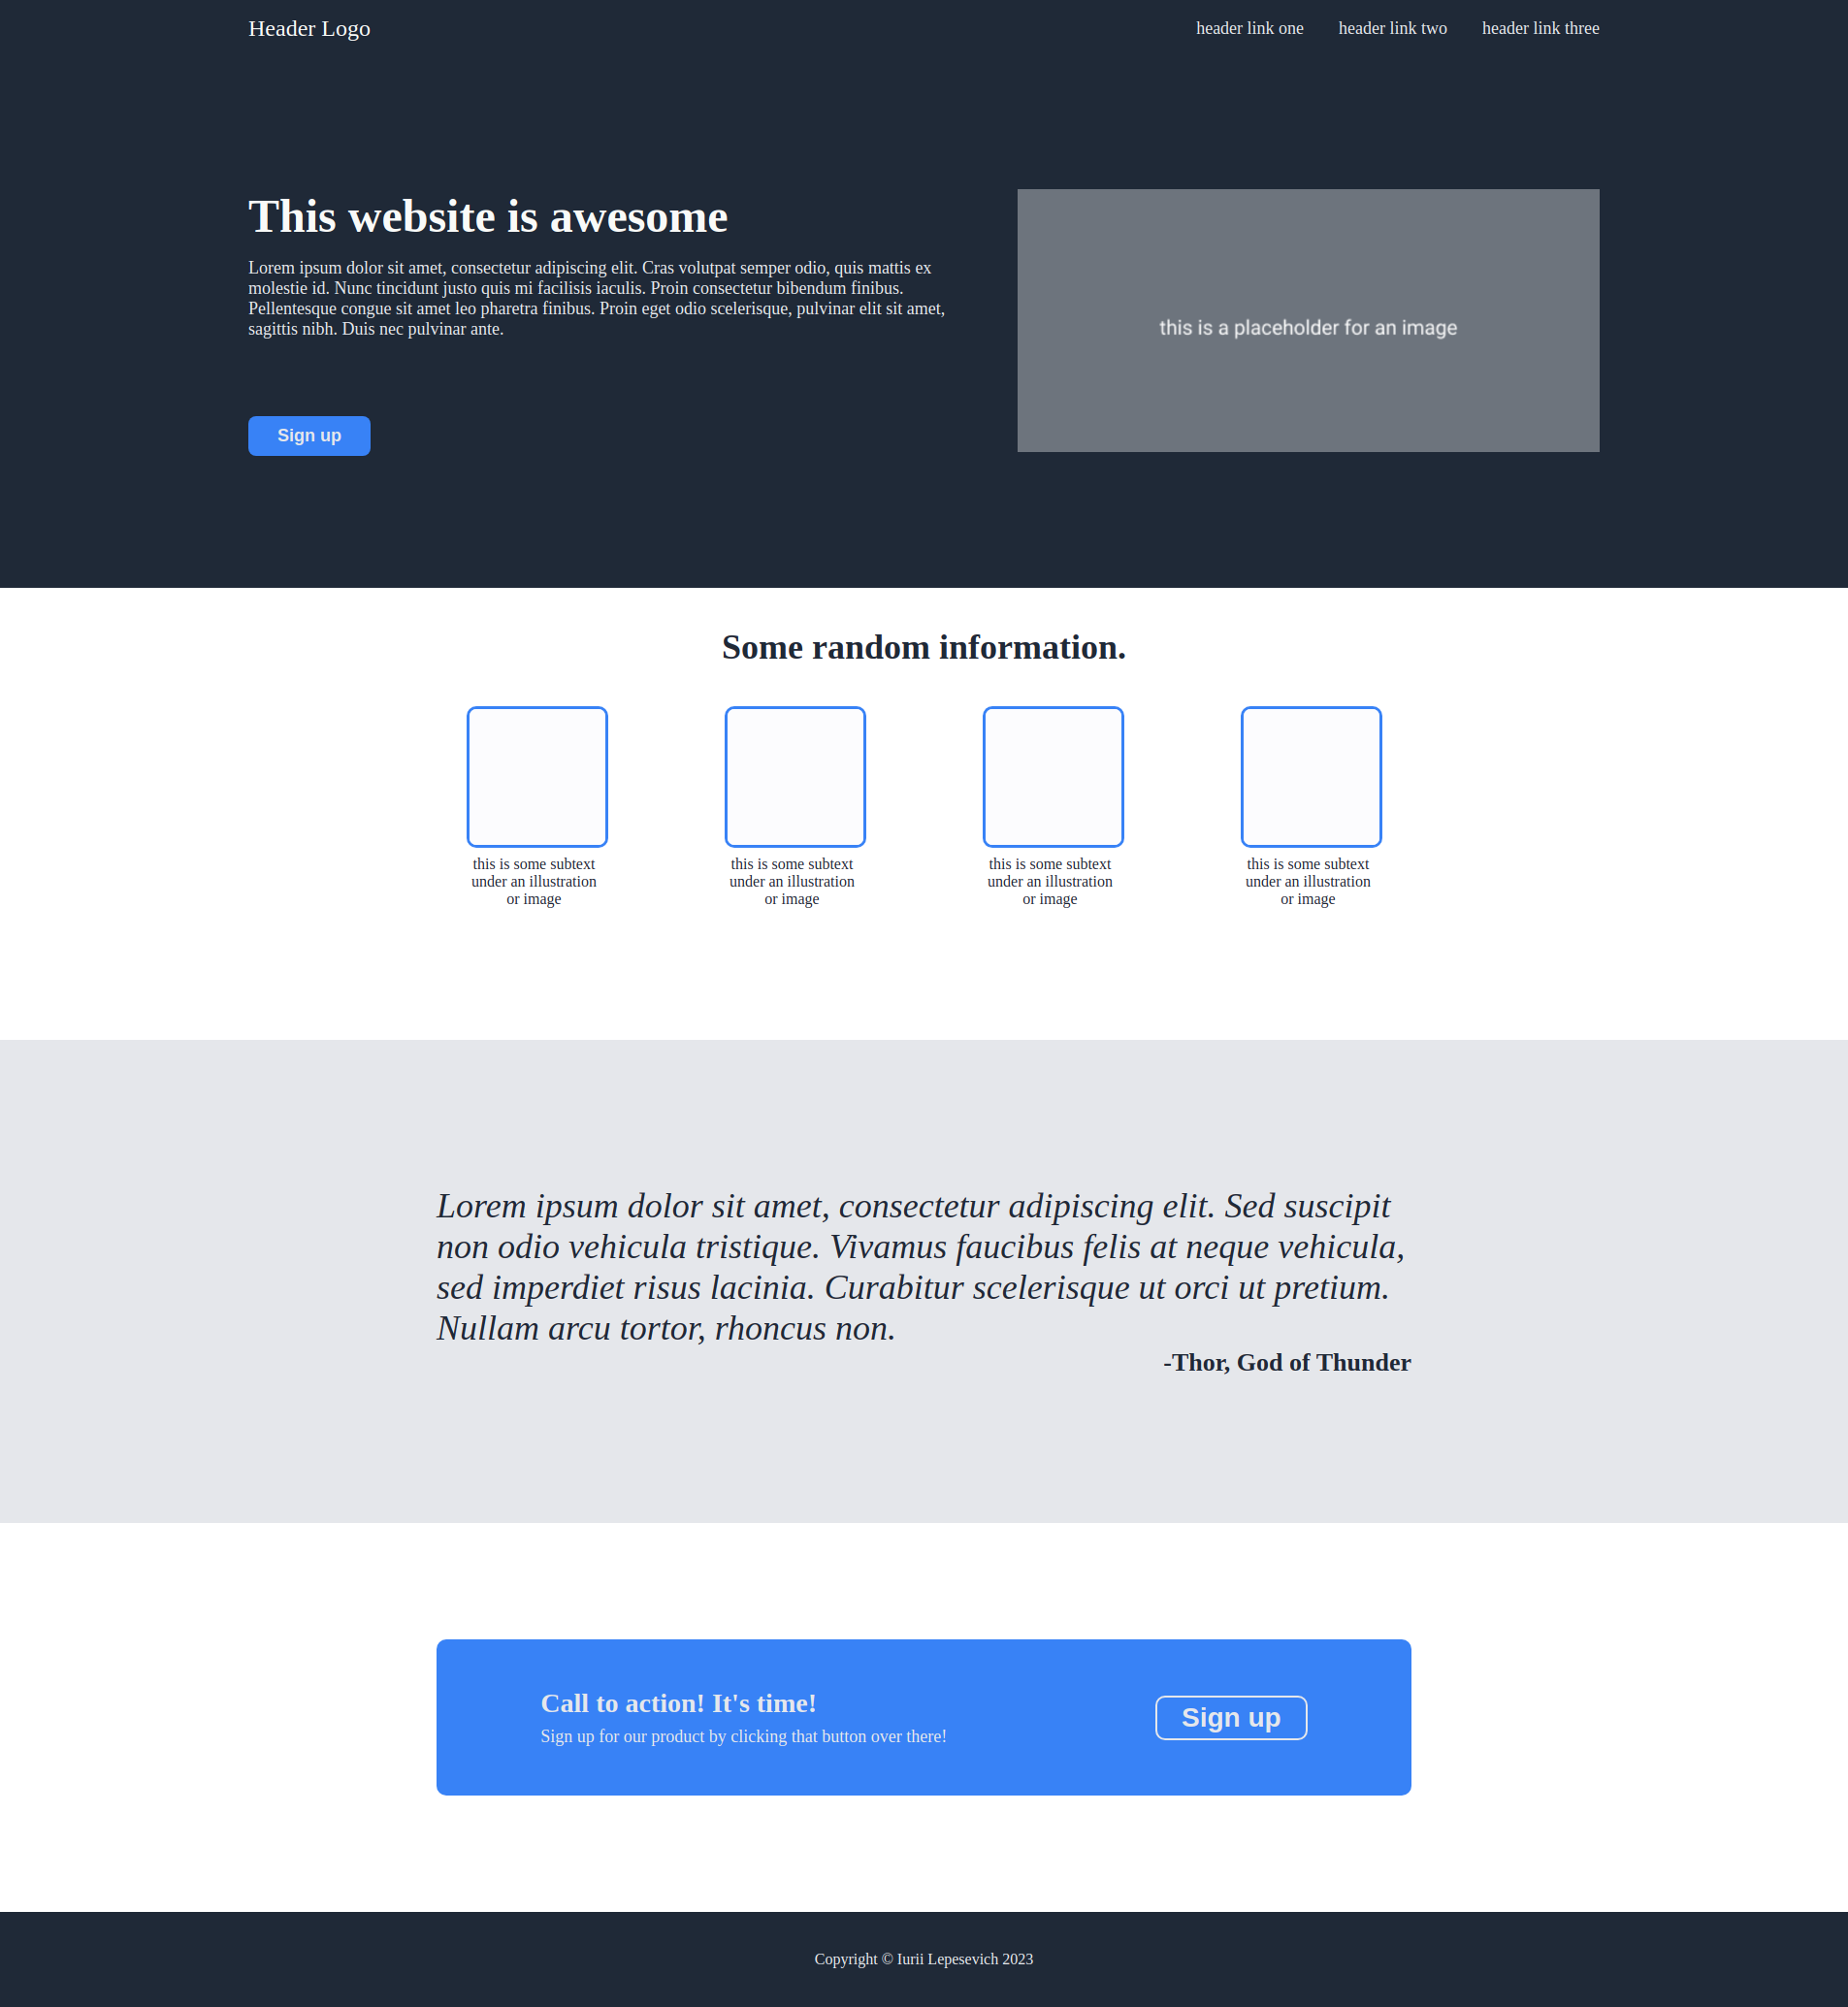 Header Logo
header link one
header link two
header link three
This website is awesome
Lorem ipsum dolor sit amet, consectetur adipiscing elit. Cras volutpat semper odio, quis mattis ex
molestie id. Nunc tincidunt justo quis mi facilisis iaculis. Proin consectetur bibendum finibus.
Pellentesque congue sit amet leo pharetra finibus. Proin eget odio scelerisque, pulvinar elit sit amet,
sagittis nibh. Duis nec pulvinar ante.
Sign up
this is a placeholder for an image
Some random information.
this is some subtext
under an illustration
or image
this is some subtext
under an illustration
or image
this is some subtext
under an illustration
or image
this is some subtext
under an illustration
or image
Lorem ipsum dolor sit amet, consectetur adipiscing elit. Sed suscipit
non odio vehicula tristique. Vivamus faucibus felis at neque vehicula,
sed imperdiet risus lacinia. Curabitur scelerisque ut orci ut pretium.
Nullam arcu tortor, rhoncus non.
-Thor, God of Thunder
Call to action! It's time!
Sign up for our product by clicking that button over there!
Sign up
Copyright © Iurii Lepesevich 2023